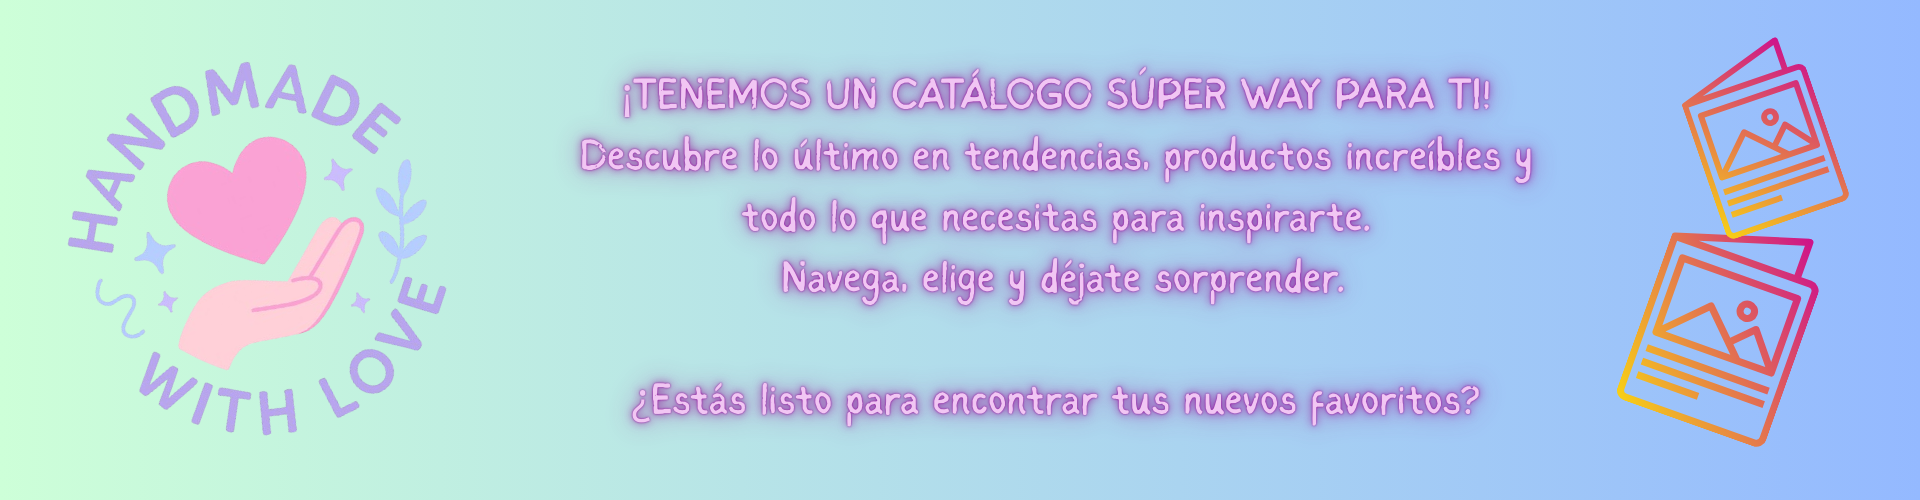 HANDMADE
WITH LOVE
¡TENEMOS UN CATÁLOGO SÚPER WAY PARA TI!
Descubre lo último en tendencias, productos increíbles y
todo lo que necesitas para inspirarte.
Navega, elige y déjate sorprender.
¿Estás listo para encontrar tus nuevos favoritos?